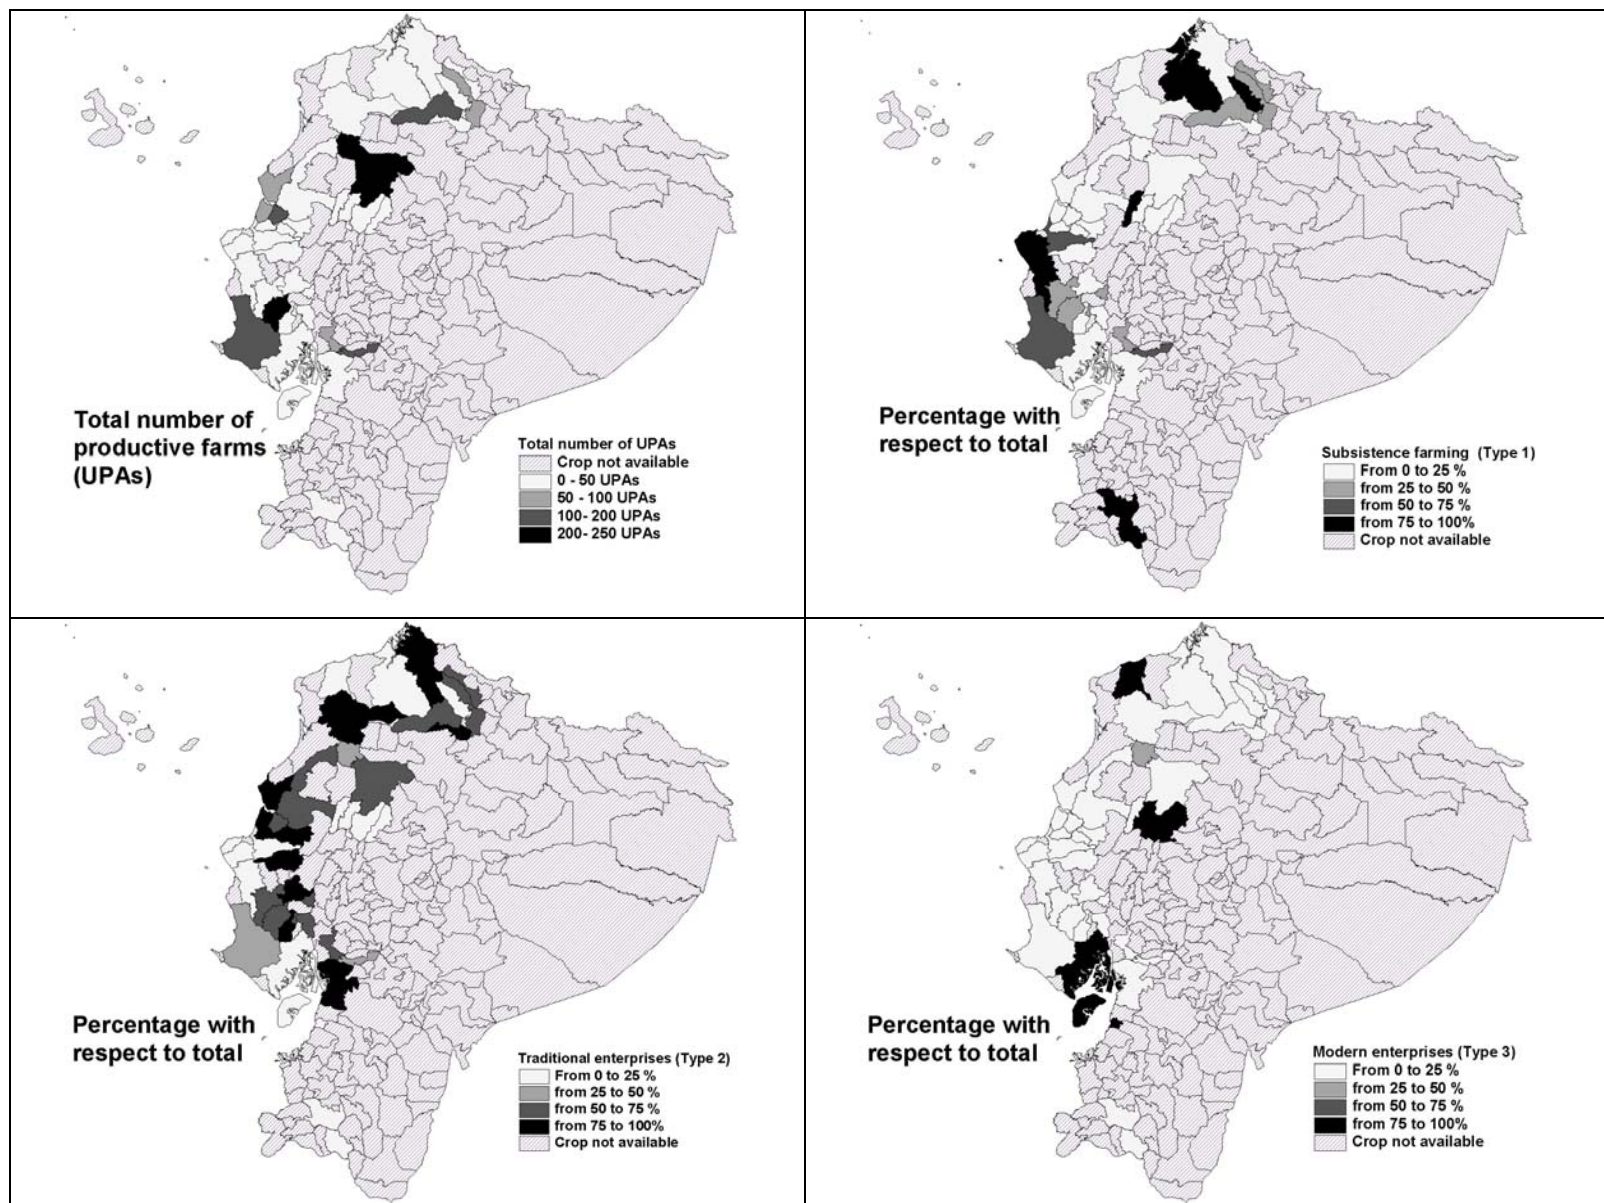 Total number of
productive farms
(UPAs)
Total number of UPAs
Crop not available
0 - 50 UPAs
50 - 100 UPAs
100- 200 UPAs
200- 250 UPAs
Percentage with
respect to total
Subsistence farming (Type 1)
From 0 to 25 %
from 25 to 50 %
from 50 to 75 %
from 75 to 100%
Crop not available
Percentage with
respect to total
Traditional enterprises (Type 2)
From 0 to 25 %
from 25 to 50 %
from 50 to 75 %
from 75 to 100%
Crop not available
Percentage with
respect to total
Modern enterprises (Type 3)
From 0 to 25 %
from 25 to 50 %
from 50 to 75 %
from 75 to 100%
Crop not available